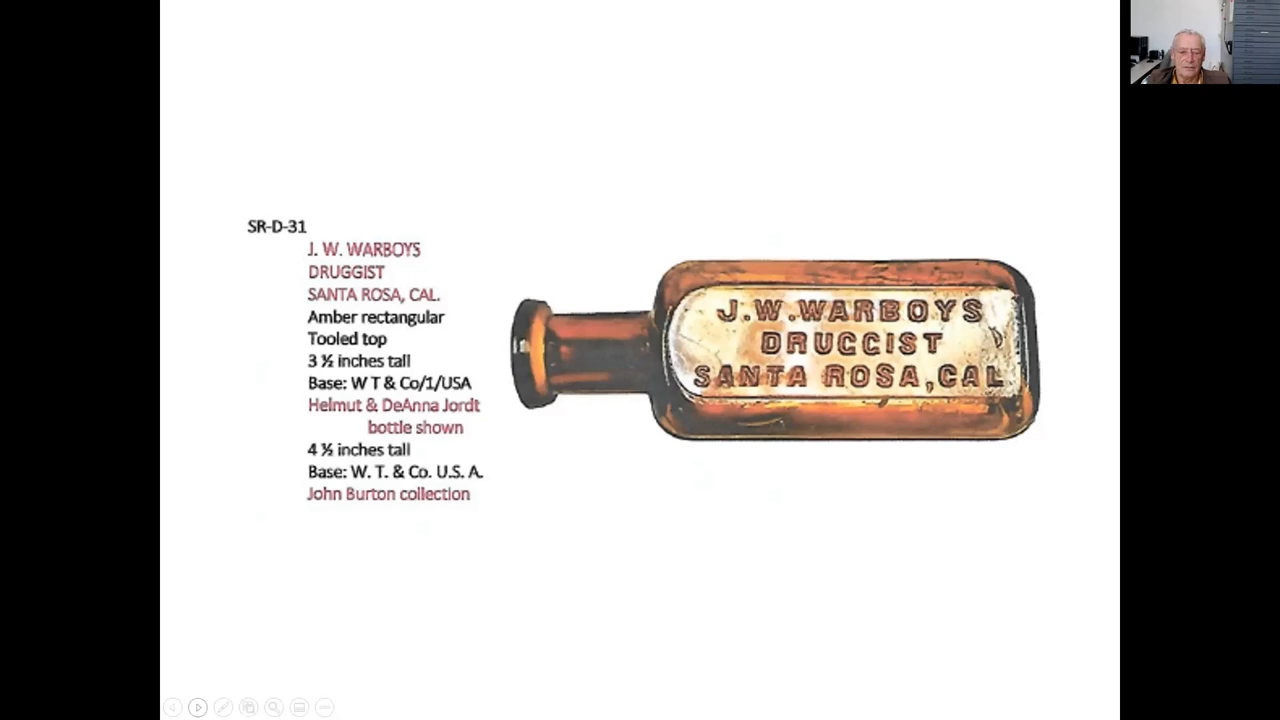 SR-D-31
J. W. WARBOYS
DRUGGIST
SANTA ROSA, CAL.
Amber rectangular
Tooled top
3 ½ inches tall
Base: W T & Co/1/USA
Helmut & DeAnna Jordt
bottle shown
4 ½ inches tall
Base: W. T. & Co. U.S. A.
John Burton collection
J.W.WARBOYS
DRUGGIST
SANTA ROSA,CAL